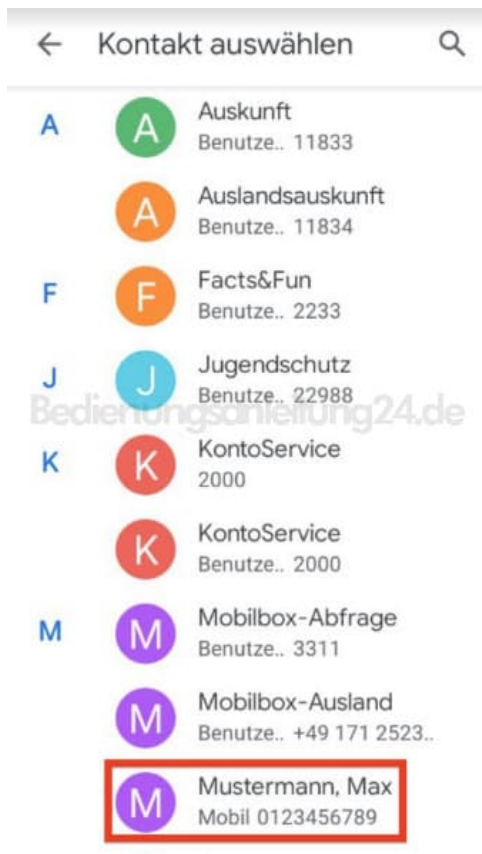 Kontakt auswählen
A
A
Auskunft
Benutze.. 11833
A
Auslandsauskunft
Benutze.. 11834
F
F
Facts&Fun
Benutze.. 2233
J
J
Jugendschutz
Benutze.. 22988
Bedienungsanleitung24.de
K
K
KontoService
2000
K
KontoService
Benutze.. 2000
M
M
Mobilbox-Abfrage
Benutze.. 3311
M
Mobilbox-Ausland
Benutze.. +49 171 2523..
M
Mustermann, Max
Mobil 0123456789